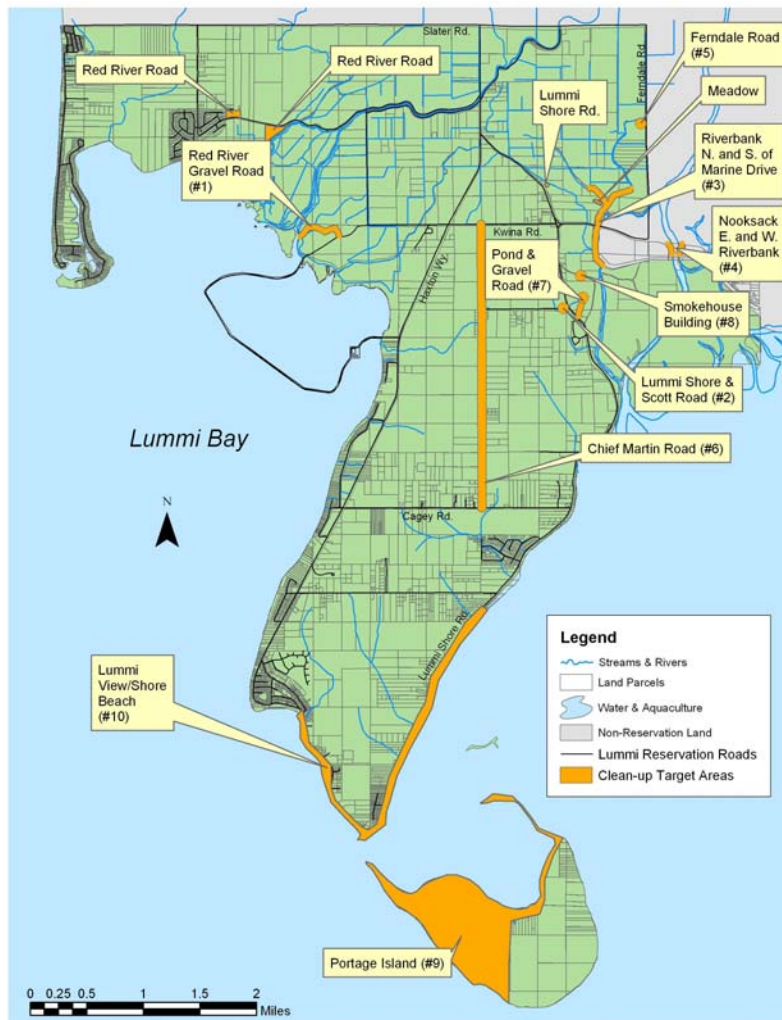 Slater Rd.
Ferndale Rd.
Ferndale Road
(#5)
Red River Road
Red River Road
Meadow
Lummi
Shore Rd.
Riverbank
N. and S. of
Marine Drive
(#3)
Red River
Gravel Road
(#1)
Kwina Rd.
Haxton Wy.
Nooksack
E. and W.
Riverbank
(#4)
Pond &
Gravel
Road
(#7)
Smokehouse
Building (#8)
Lummi Shore &
Scott Road (#2)
Lummi Bay
Chief Martin Road (#6)
N
Cagey Rd.
Lummi Shore Rd.
Lummi
View/Shore
Beach
(#10)
Legend
Streams & Rivers
Land Parcels
Water & Aquaculture
Non-Reservation Land
Lummi Reservation Roads
Clean-up Target Areas
Portage Island (#9)
0 0.25 0.5 1 1.5 2
Miles